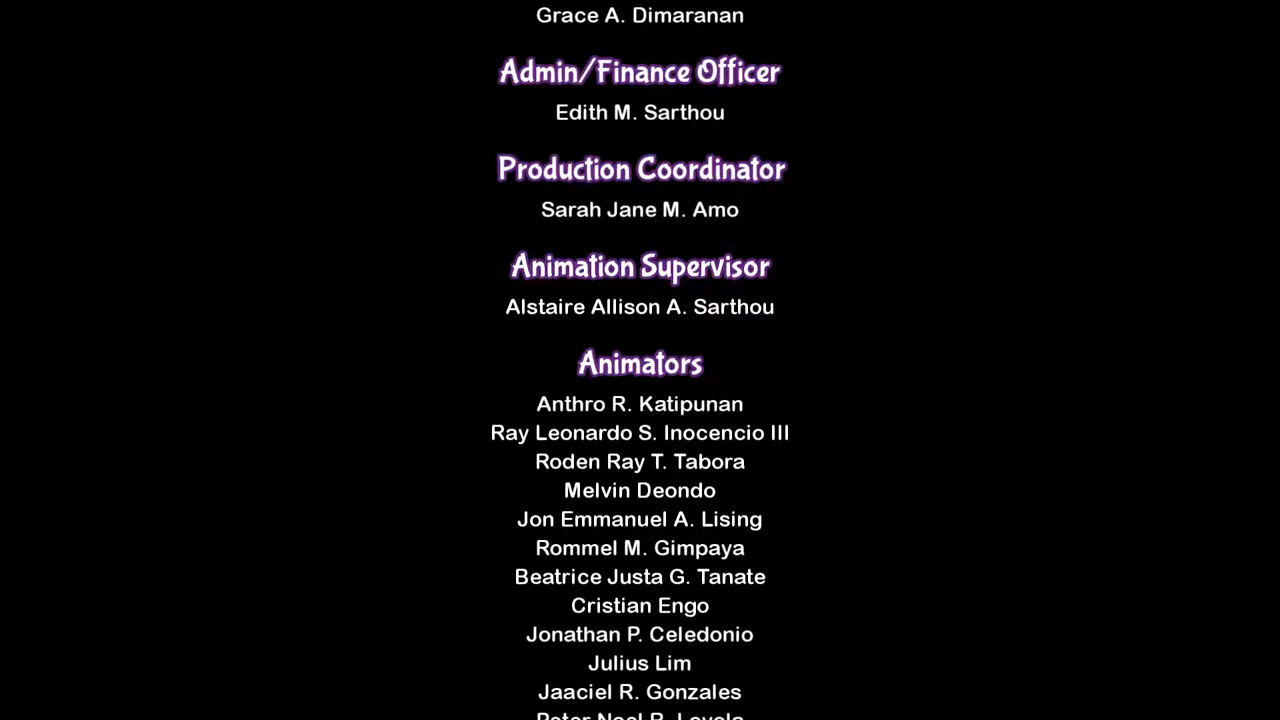 Grace A. Dimaranan
Admin/Finance Officer
Edith M. Sarthou
Production Coordinator
Sarah Jane M. Amo
Animation Supervisor
Alstaire Allison A. Sarthou
Animators
Anthro R. Katipunan
Ray Leonardo S. Inocencio III
Roden Ray T. Tabora
Melvin Deondo
Jon Emmanuel A. Lising
Rommel M. Gimpaya
Beatrice Justa G. Tanate
Cristian Engo
Jonathan P. Celedonio
Julius Lim
Jaaciel R. Gonzales
Peter Noel